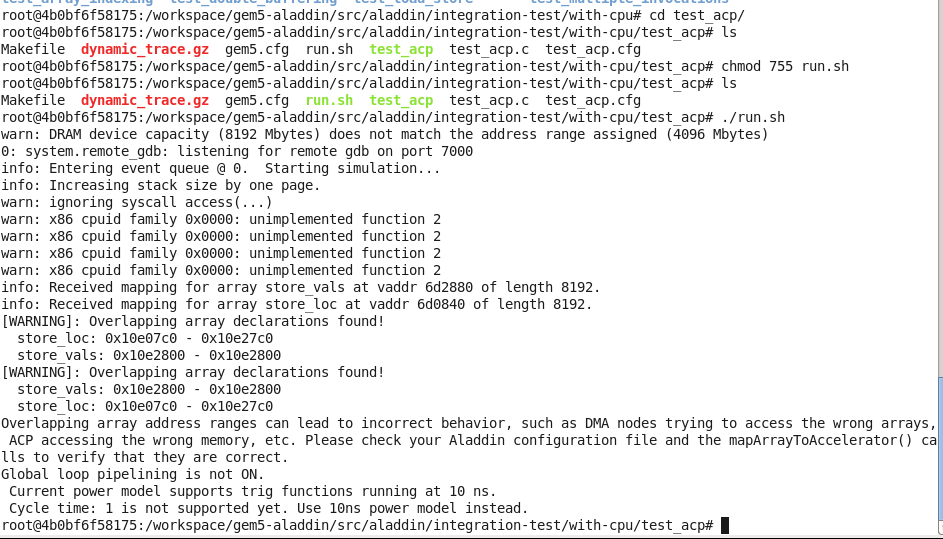 test_array_indexing  test_double_buffering  test_load_store       test_multiple_invocations
root@4b0bf6f58175:/workspace/gem5-aladdin/src/aladdin/integration-test/with-cpu# cd test_acp/
root@4b0bf6f58175:/workspace/gem5-aladdin/src/aladdin/integration-test/with-cpu/test_acp# ls
Makefile  dynamic_trace.gz  gem5.cfg  run.sh  test_acp  test_acp.c  test_acp.cfg
root@4b0bf6f58175:/workspace/gem5-aladdin/src/aladdin/integration-test/with-cpu/test_acp# chmod 755 run.sh
root@4b0bf6f58175:/workspace/gem5-aladdin/src/aladdin/integration-test/with-cpu/test_acp# ls
Makefile  dynamic_trace.gz  gem5.cfg  run.sh  test_acp  test_acp.c  test_acp.cfg
root@4b0bf6f58175:/workspace/gem5-aladdin/src/aladdin/integration-test/with-cpu/test_acp# ./run.sh
warn: DRAM device capacity (8192 Mbytes) does not match the address range assigned (4096 Mbytes)
0: system.remote_gdb: listening for remote gdb on port 7000
info: Entering event queue @ 0.  Starting simulation...
info: Increasing stack size by one page.
warn: ignoring syscall access(...)
warn: x86 cpuid family 0x0000: unimplemented function 2
warn: x86 cpuid family 0x0000: unimplemented function 2
warn: x86 cpuid family 0x0000: unimplemented function 2
warn: x86 cpuid family 0x0000: unimplemented function 2
info: Received mapping for array store_vals at vaddr 6d2880 of length 8192.
info: Received mapping for array store_loc at vaddr 6d0840 of length 8192.
[WARNING]: Overlapping array declarations found!
  store_loc: 0x10e07c0 - 0x10e27c0
  store_vals: 0x10e2800 - 0x10e2800
[WARNING]: Overlapping array declarations found!
  store_vals: 0x10e2800 - 0x10e2800
  store_loc: 0x10e07c0 - 0x10e27c0
Overlapping array address ranges can lead to incorrect behavior, such as DMA nodes trying to access the wrong arrays,
 ACP accessing the wrong memory, etc. Please check your Aladdin configuration file and the mapArrayToAccelerator() ca
lls to verify that they are correct.
Global loop pipelining is not ON.
 Current power model supports trig functions running at 10 ns.
 Cycle time: 1 is not supported yet. Use 10ns power model instead.
root@4b0bf6f58175:/workspace/gem5-aladdin/src/aladdin/integration-test/with-cpu/test_acp#